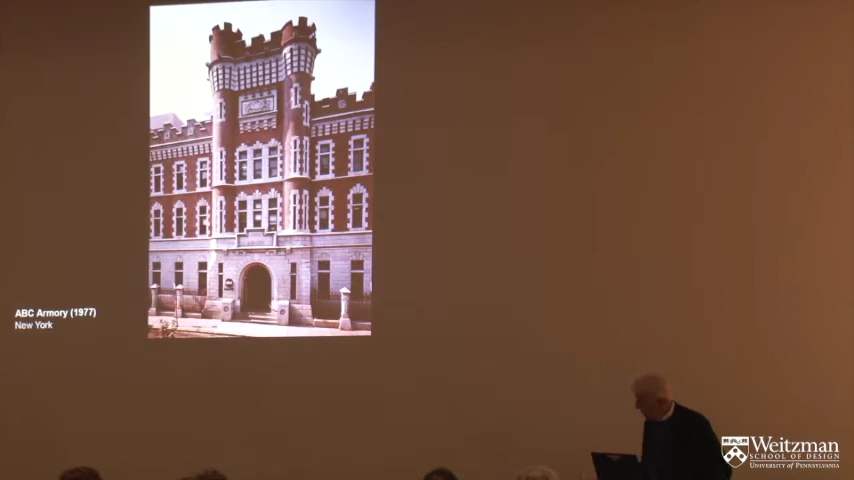 ABC Armory (1977)
New York
Weitzman
SCHOOL OF DESIGN
UNIVERSITY OF PENNSYLVANIA